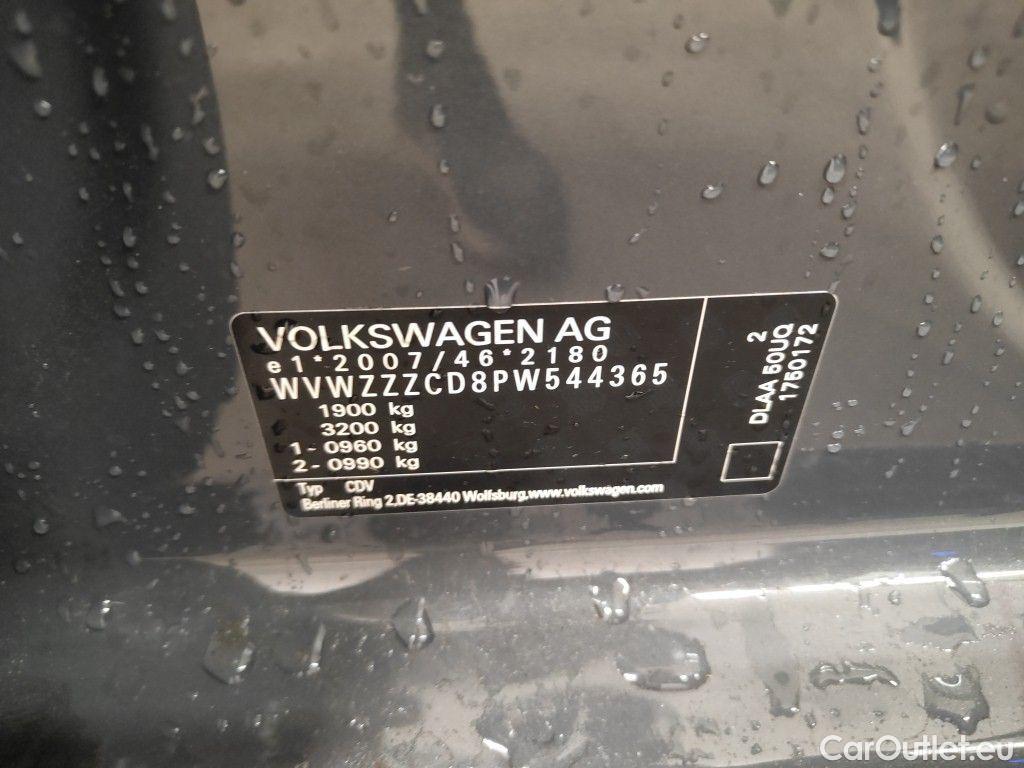 VOLKSWAGEN AG
e1*2007/46*2180
WVWZZZCD8PW544365
1900 kg
3200 kg
1- 0960 kg
2- 0990 kg
Typ CDV
Berliner Ring 2,DE-38440 Wolfsburg,www.volkswagen.com
2
DLAA 50UQ
1750172
CarOutlet.eu